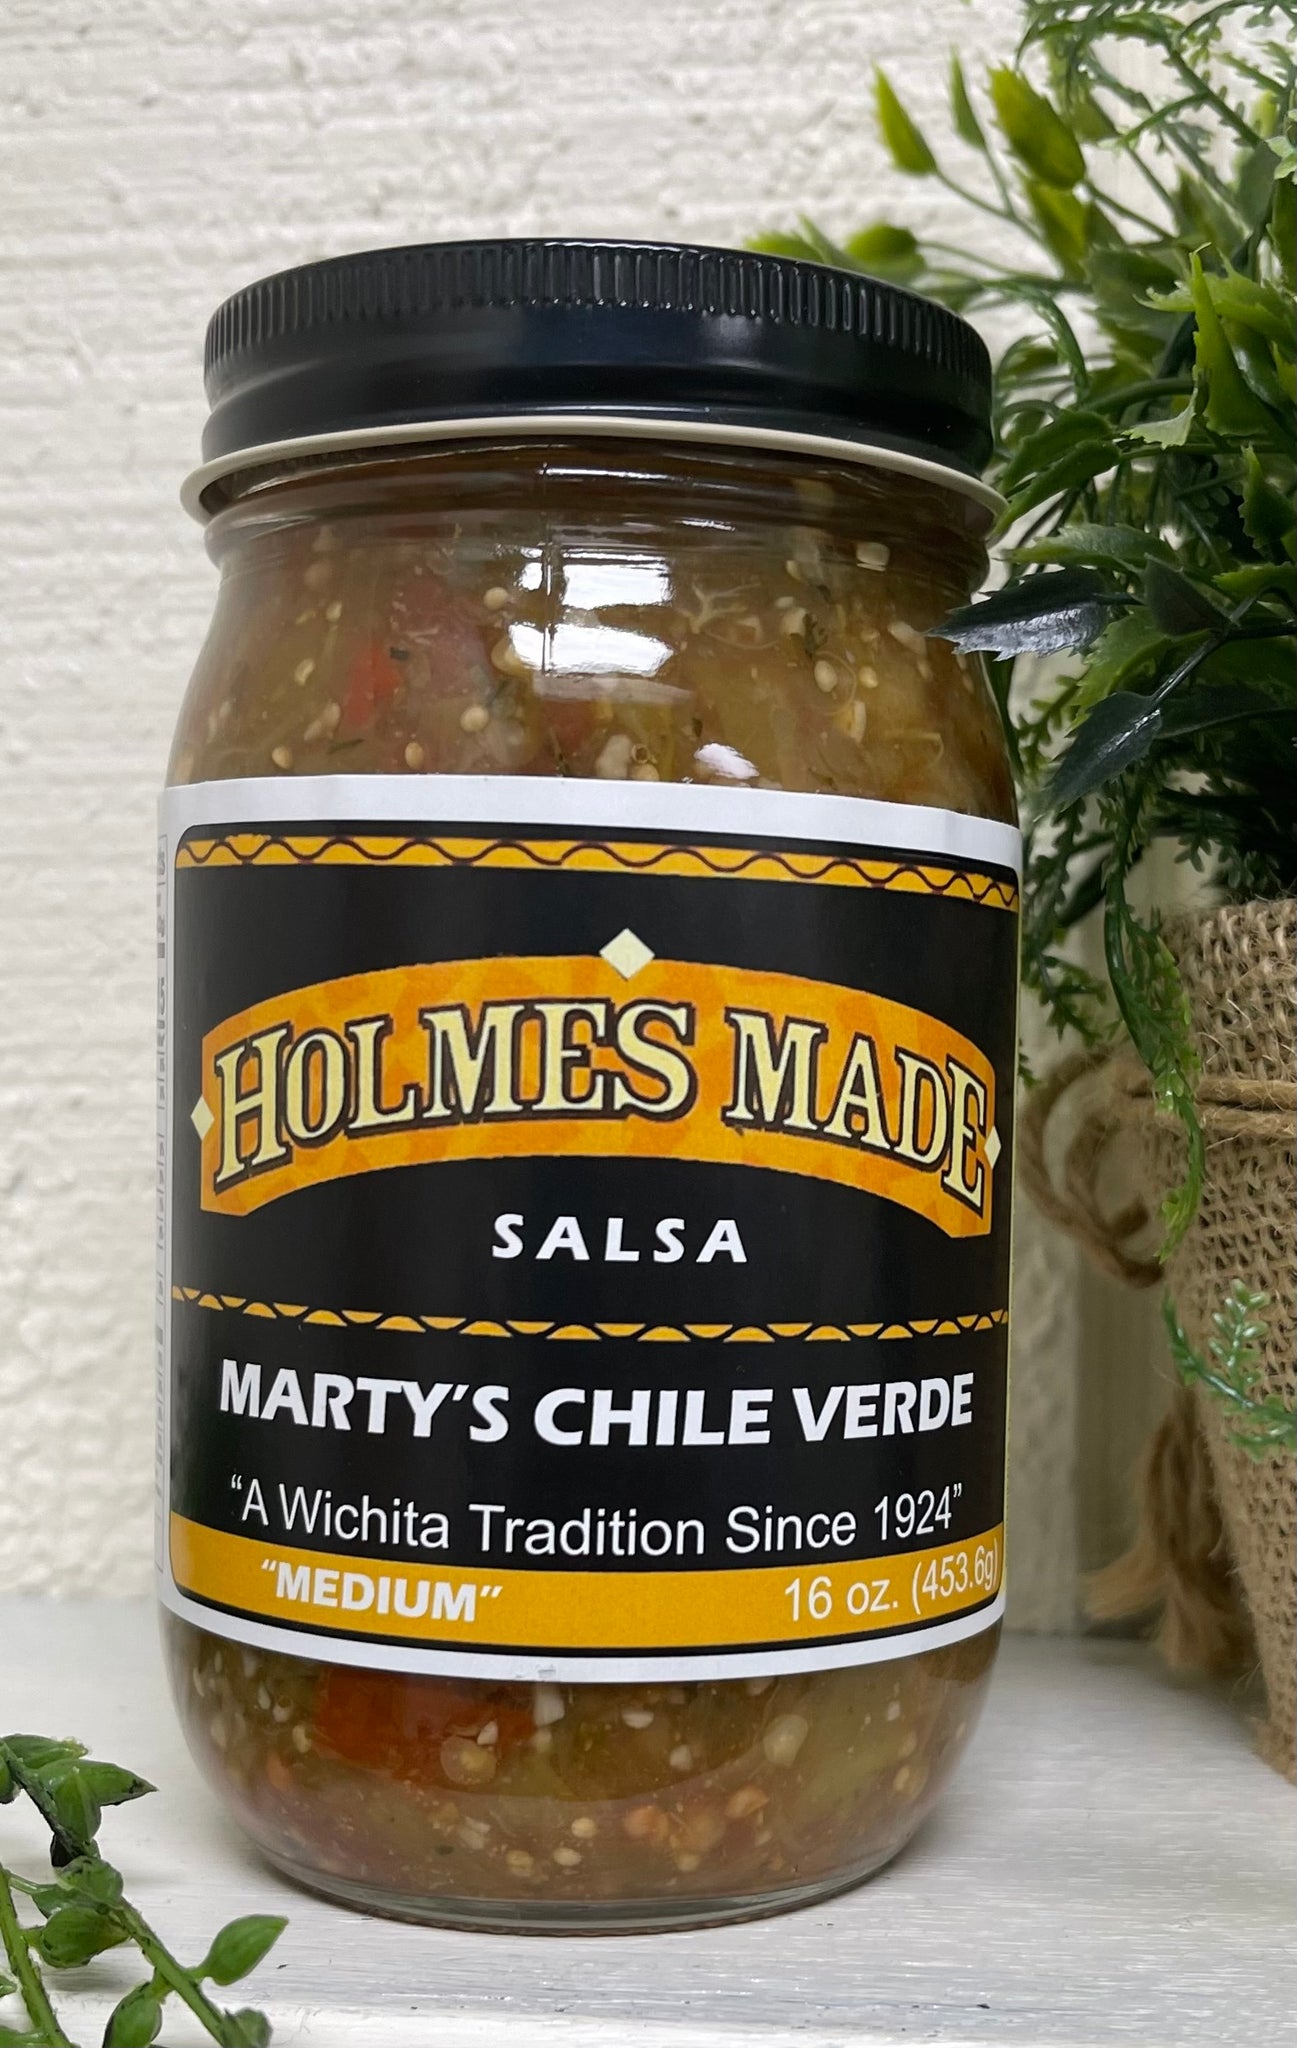 HOLMES MADE
SALSA
MARTY'S CHILE VERDE
“A Wichita Tradition Since 1924”
“MEDIUM” 16 oz. (453.6g)